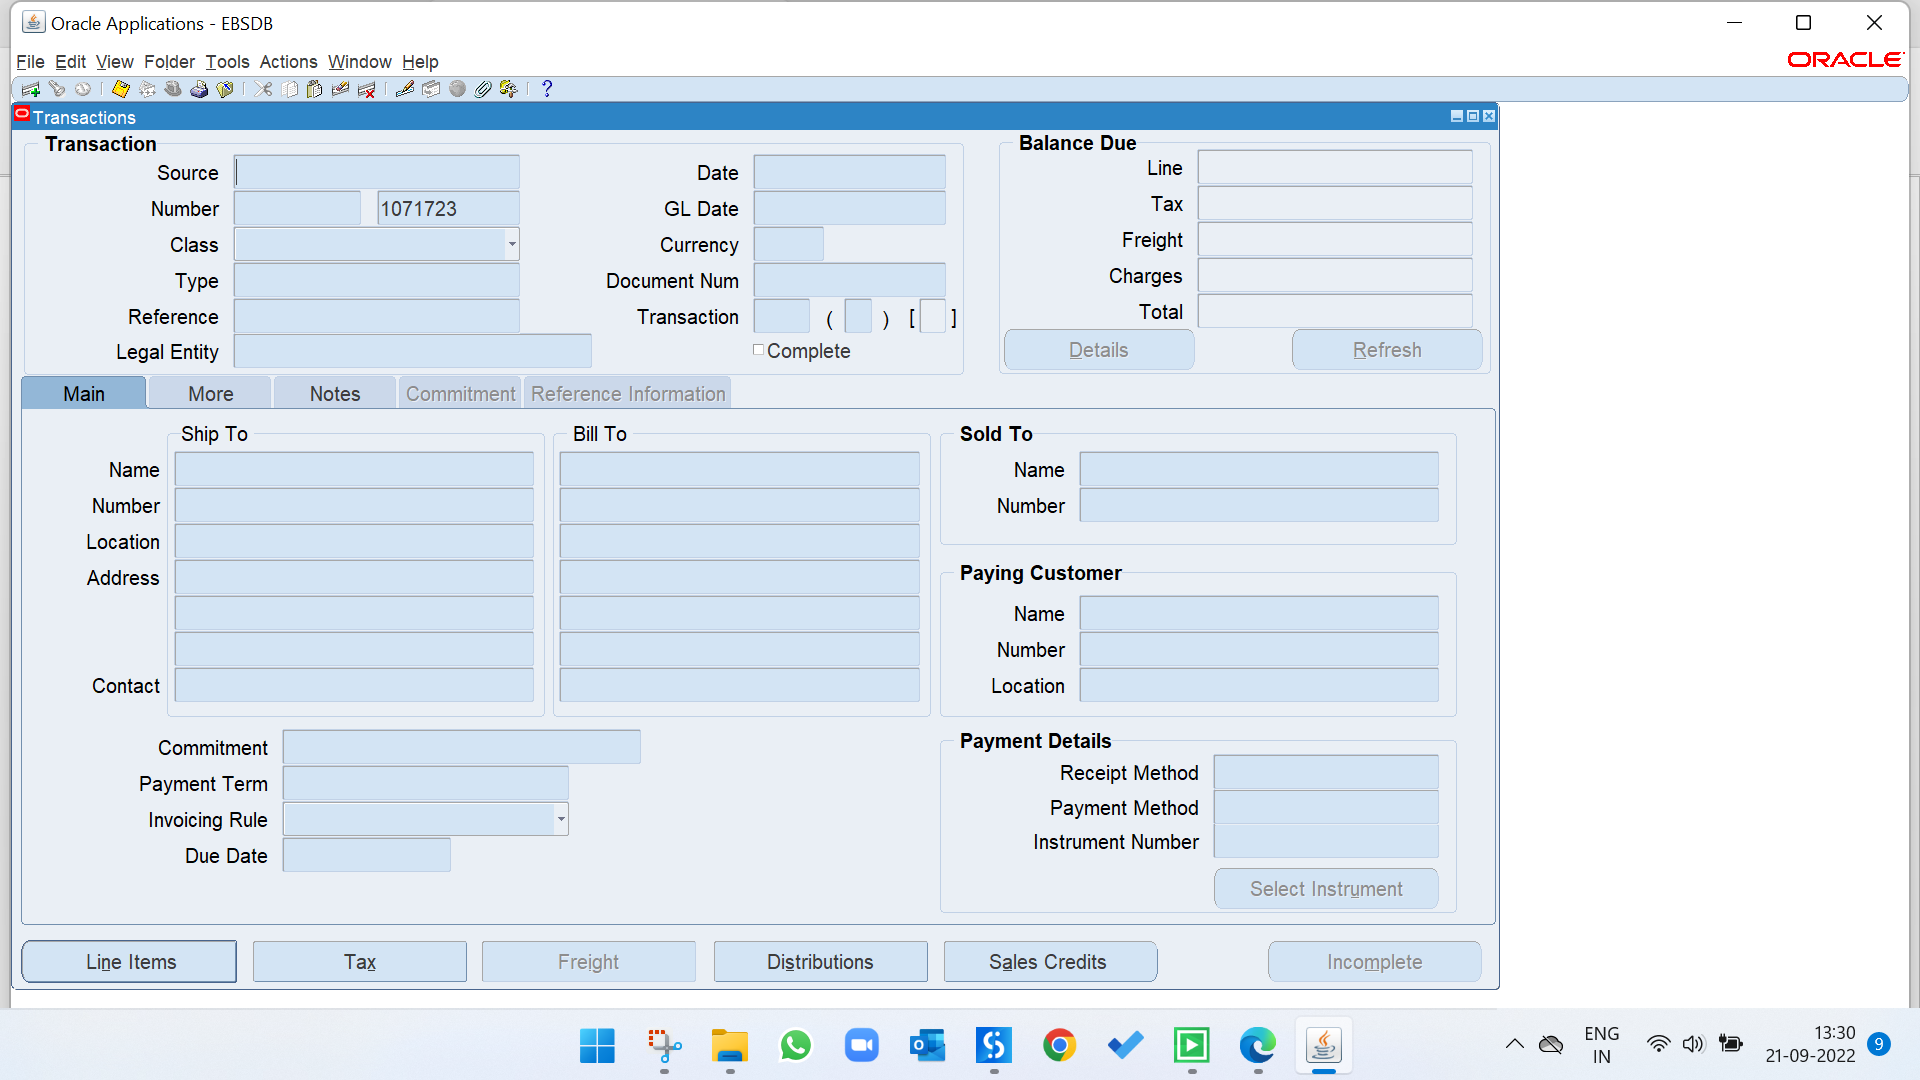 Oracle Applications - EBSDB
File Edit View Folder Tools Actions Window Help
ORACLE
Transactions
Transaction
Source
Number 1071723
Class
Type
Reference
Legal Entity
Date
GL Date
Currency
Document Num
Transaction ( ) [ ]
Complete
Balance Due
Line
Tax
Freight
Charges
Total
Details Refresh
Main More Notes Commitment Reference Information
Ship To Bill To
Name
Number
Location
Address
Contact
Sold To
Name
Number
Paying Customer
Name
Number
Location
Commitment
Payment Term
Invoicing Rule
Due Date
Payment Details
Receipt Method
Payment Method
Instrument Number
Select Instrument
Line Items Tax Freight Distributions Sales Credits Incomplete
ENG
IN
13:30
21-09-2022
9